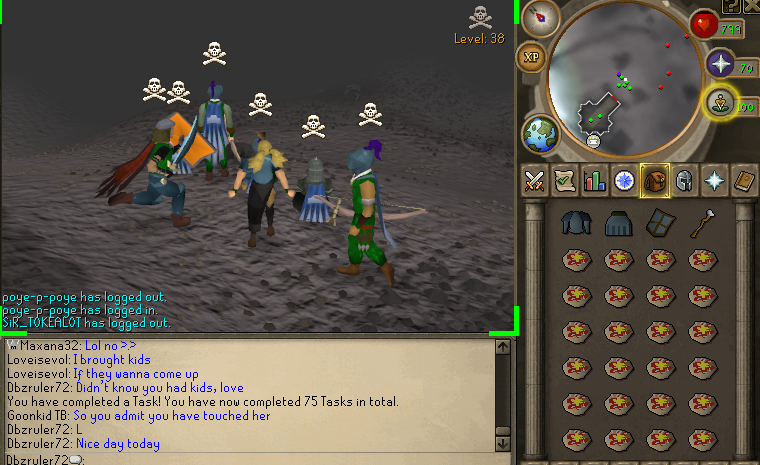 Level: 38
799
XP
70
100
poye-p-poye has logged out.
poye-p-poye has logged in.
SiR_TOKEALOT has logged out.
Maxana32: Lol no >.>
Loveisevol: I brought kids
Loveisevol: If they wanna come up
Dbzruler72: Didn't know you had kids, love
You have completed a Task! You have now completed 75 Tasks in total.
Goonkid TB: So you admit you have touched her
Dbzruler72: L
Dbzruler72: Nice day today
Dbzruler72: